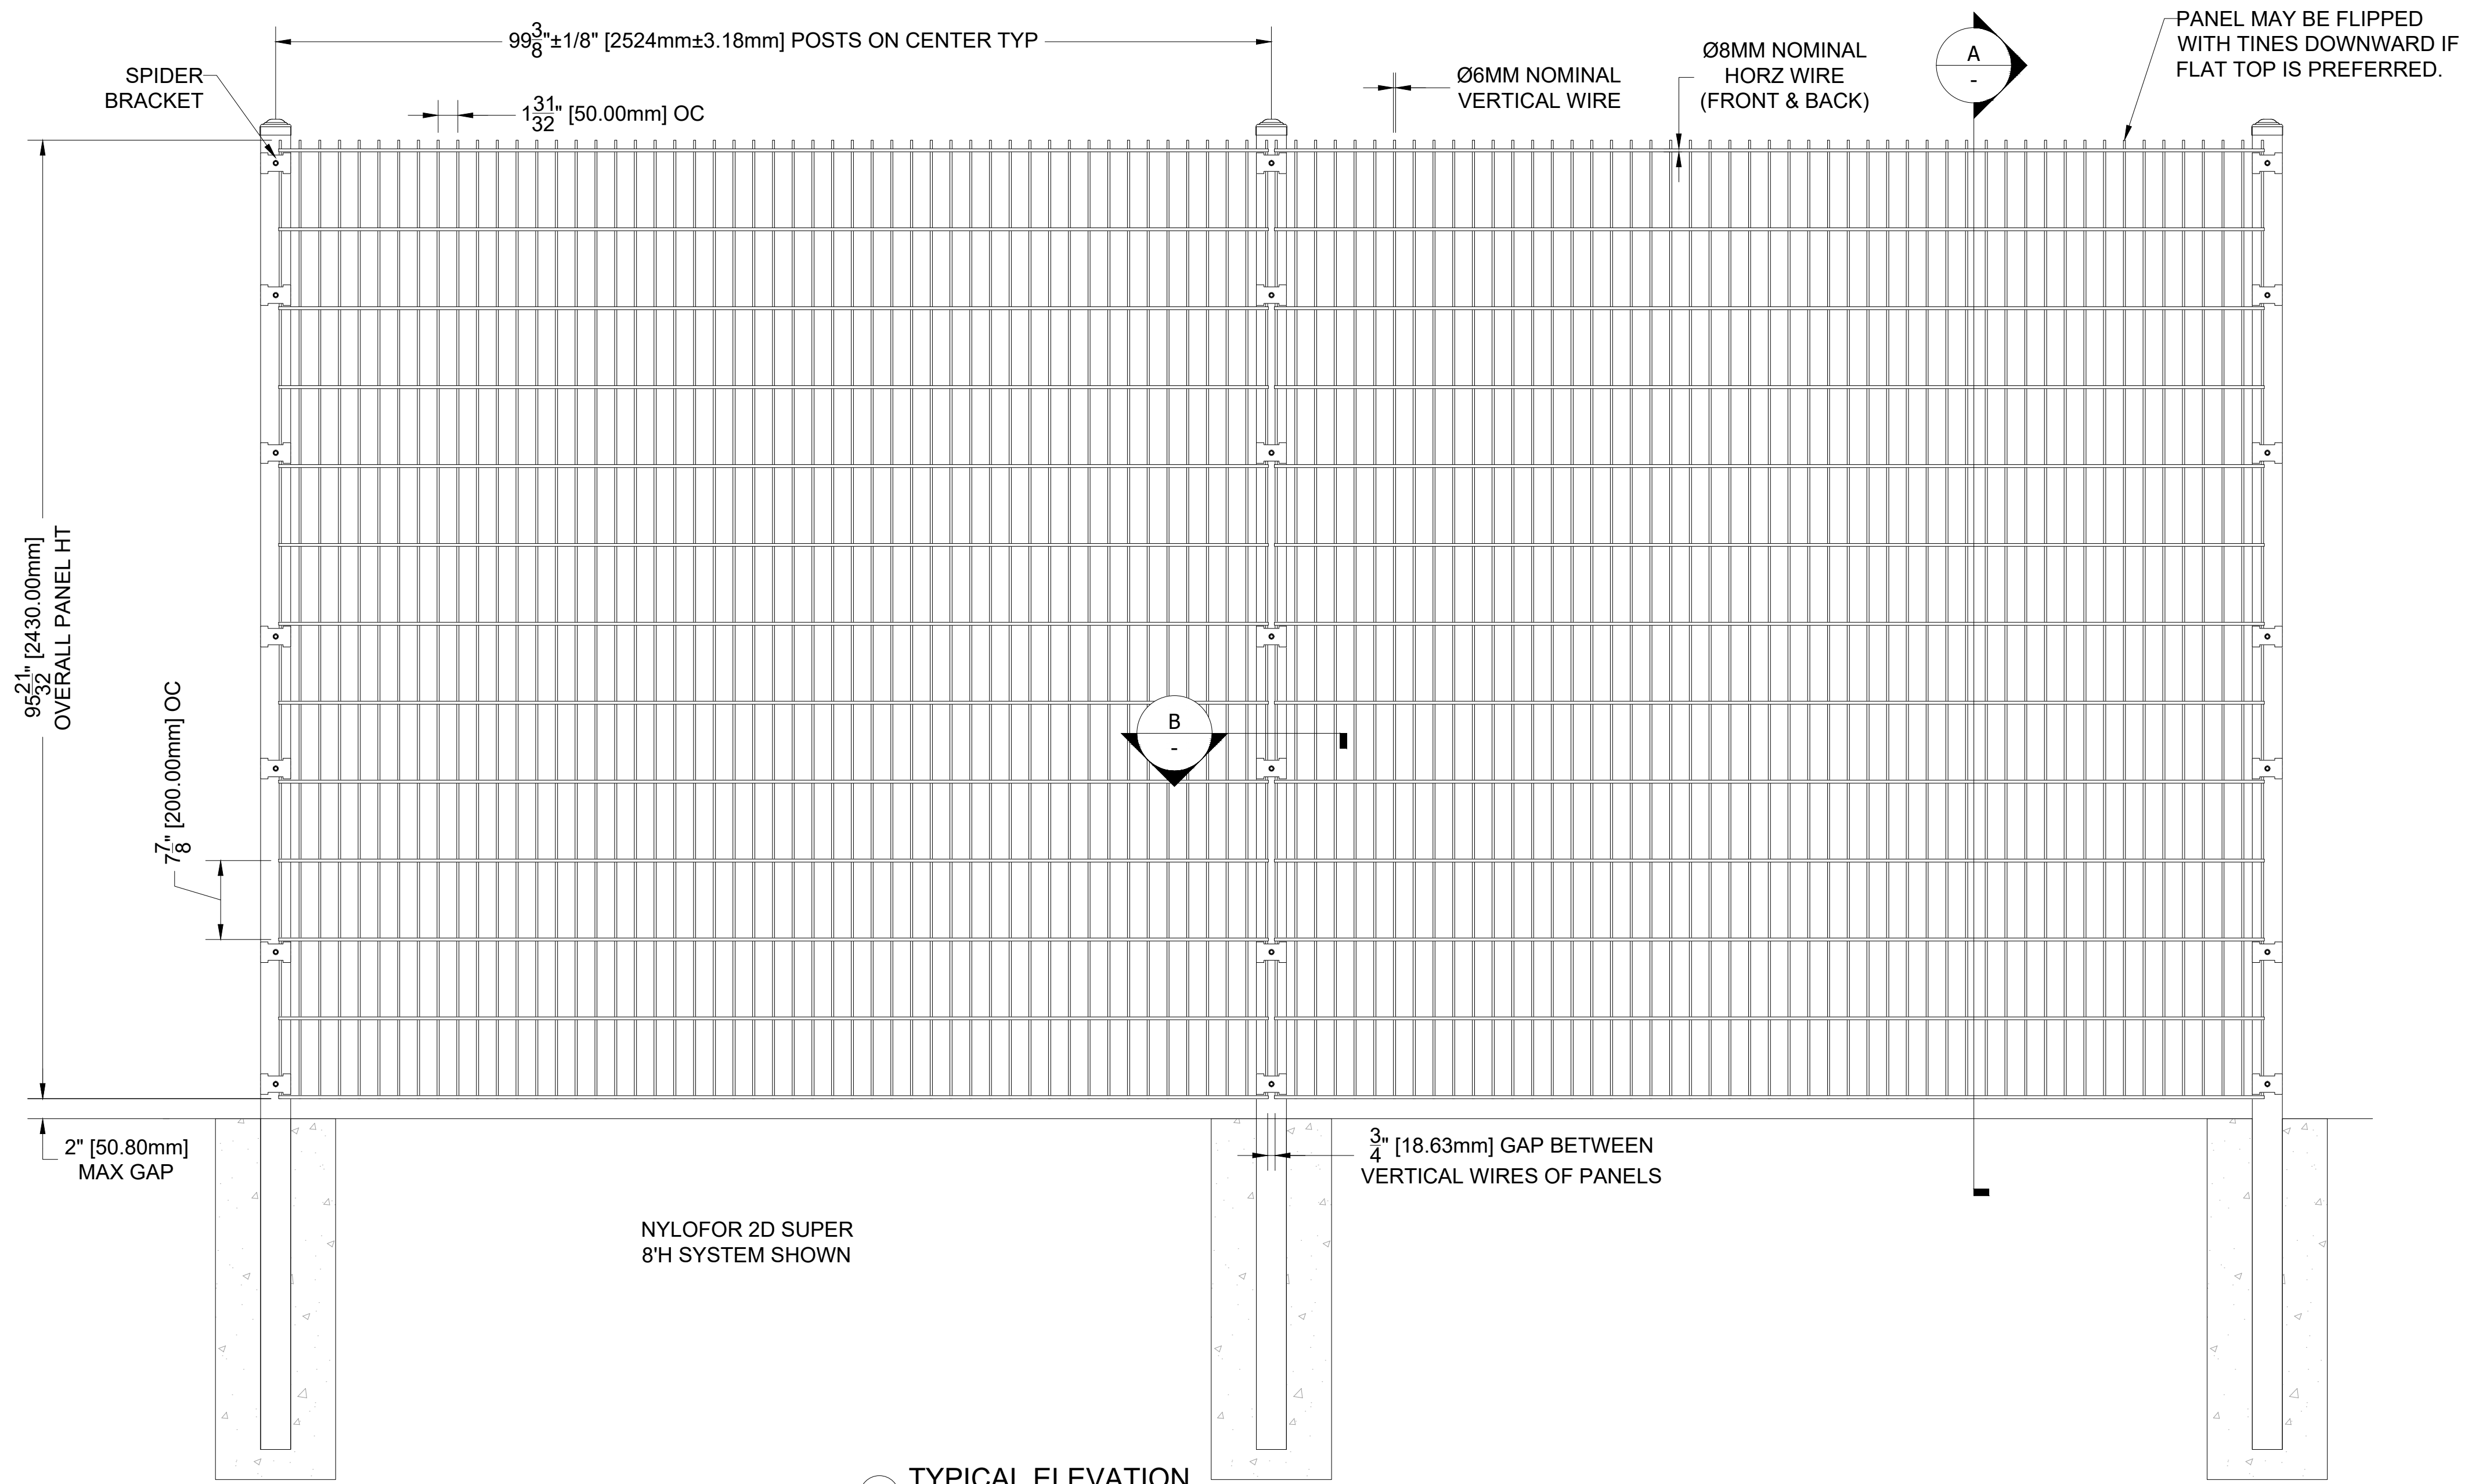 99 3/8"±1/8" [2524mm±3.18mm] POSTS ON CENTER TYP
SPIDER
BRACKET
1 31/32" [50.00mm] OC
Ø6MM NOMINAL
VERTICAL WIRE
Ø8MM NOMINAL
HORZ WIRE
(FRONT & BACK)
A
-
PANEL MAY BE FLIPPED
WITH TINES DOWNWARD IF
FLAT TOP IS PREFERRED.
95 21/32" [2430.00mm]
OVERALL PANEL HT
7 7/8" [200.00mm] OC
B
-
2" [50.80mm]
MAX GAP
3/4" [18.63mm] GAP BETWEEN
VERTICAL WIRES OF PANELS
NYLOFOR 2D SUPER
8'H SYSTEM SHOWN
TYPICAL ELEVATION